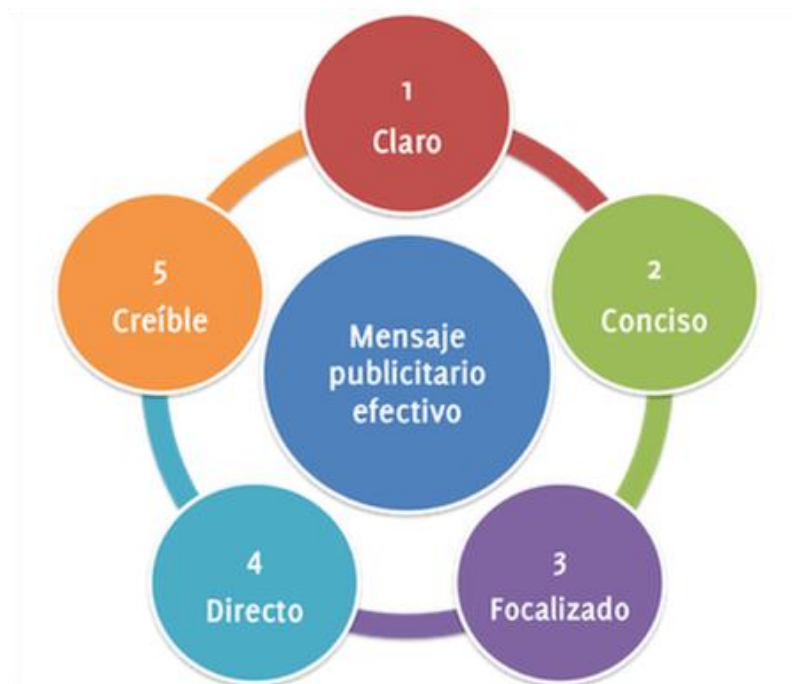 1
Claro
2
Conciso
3
Focalizado
4
Directo
5
Creíble
Mensaje
publicitario
efectivo